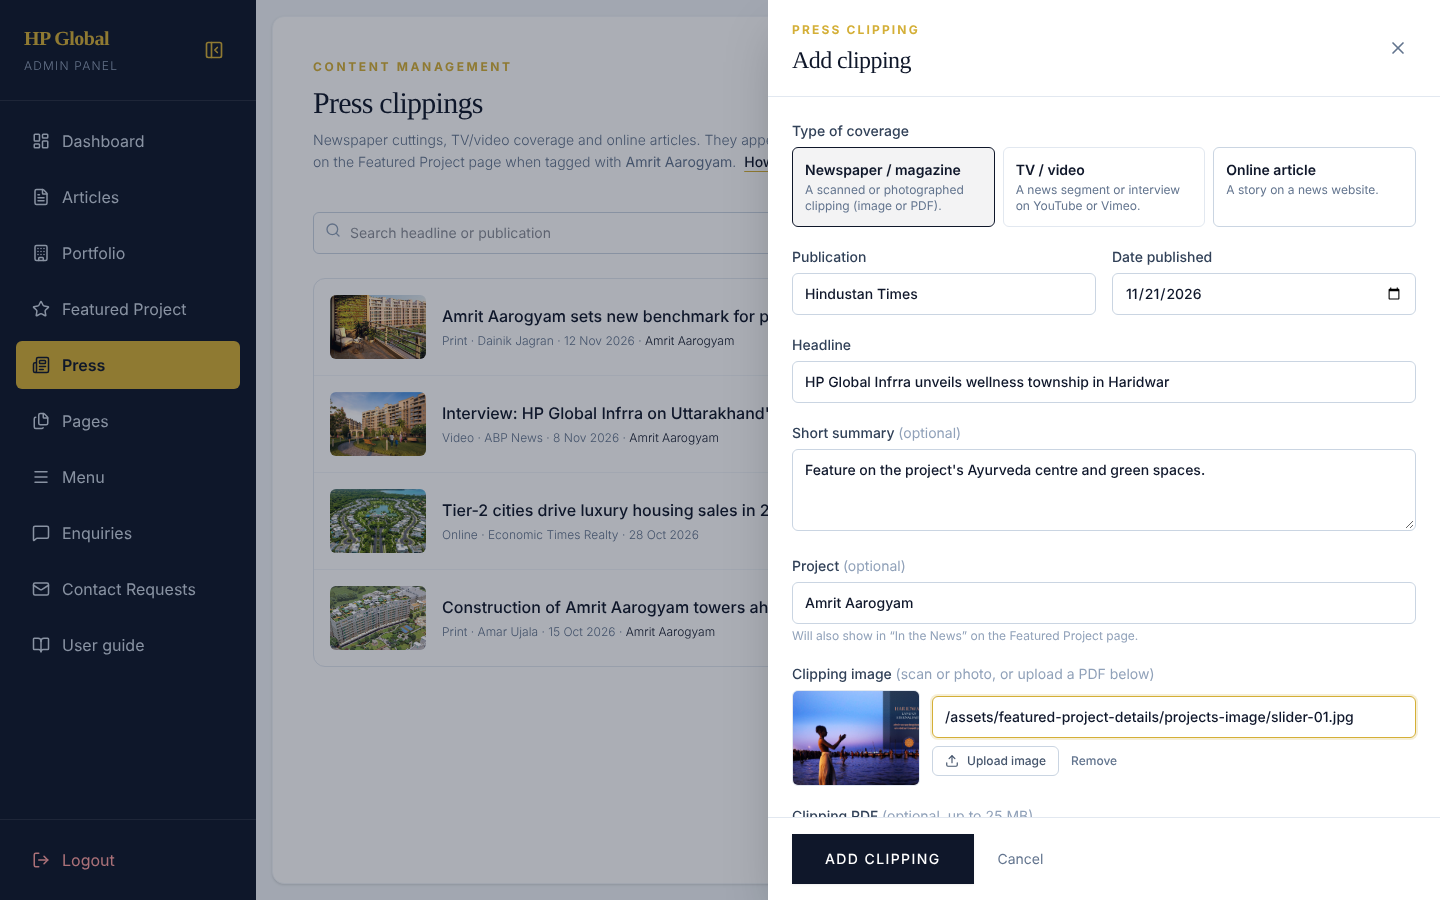 HP Global
ADMIN PANEL
Dashboard
Articles
Portfolio
Featured Project
Press
Pages
Menu
Enquiries
Contact Requests
User guide
Logout
CONTENT MANAGEMENT
Press clippings
Newspaper cuttings, TV/video coverage and online articles. They appe
on the Featured Project page when tagged with Amrit Aarogyam. How
Search headline or publication
Amrit Aarogyam sets new benchmark for p
Print · Dainik Jagran · 12 Nov 2026 · Amrit Aarogyam
Interview: HP Global Infrra on Uttarakhand'
Video · ABP News · 8 Nov 2026 · Amrit Aarogyam
Tier-2 cities drive luxury housing sales in 2
Online · Economic Times Realty · 28 Oct 2026
Construction of Amrit Aarogyam towers ah
Print · Amar Ujala · 15 Oct 2026 · Amrit Aarogyam
PRESS CLIPPING
Add clipping
Type of coverage
Newspaper / magazine
A scanned or photographed
clipping (image or PDF).
TV / video
A news segment or interview
on YouTube or Vimeo.
Online article
A story on a news website.
Publication
Hindustan Times
Date published
11/21/2026
Headline
HP Global Infrra unveils wellness township in Haridwar
Short summary (optional)
Feature on the project's Ayurveda centre and green spaces.
Project (optional)
Amrit Aarogyam
Will also show in “In the News” on the Featured Project page.
Clipping image (scan or photo, or upload a PDF below)
/assets/featured-project-details/projects-image/slider-01.jpg
Upload image
Remove
Clipping PDF (optional, up to 25 MB)
ADD CLIPPING
Cancel